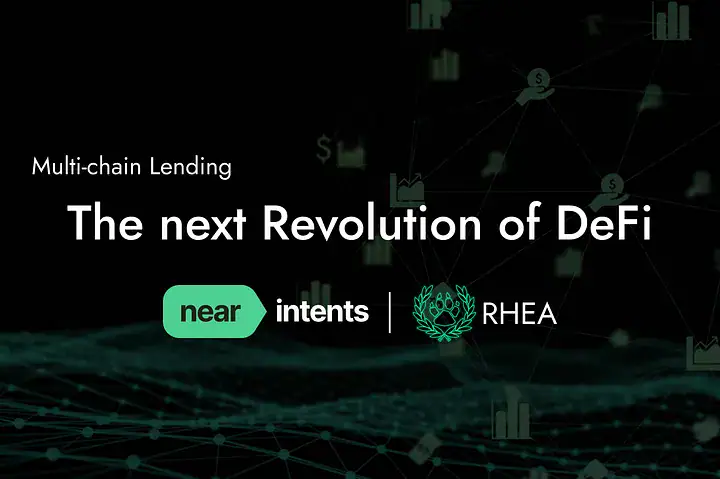 Multi-chain Lending
The next Revolution of DeFi
near intents | RHEA